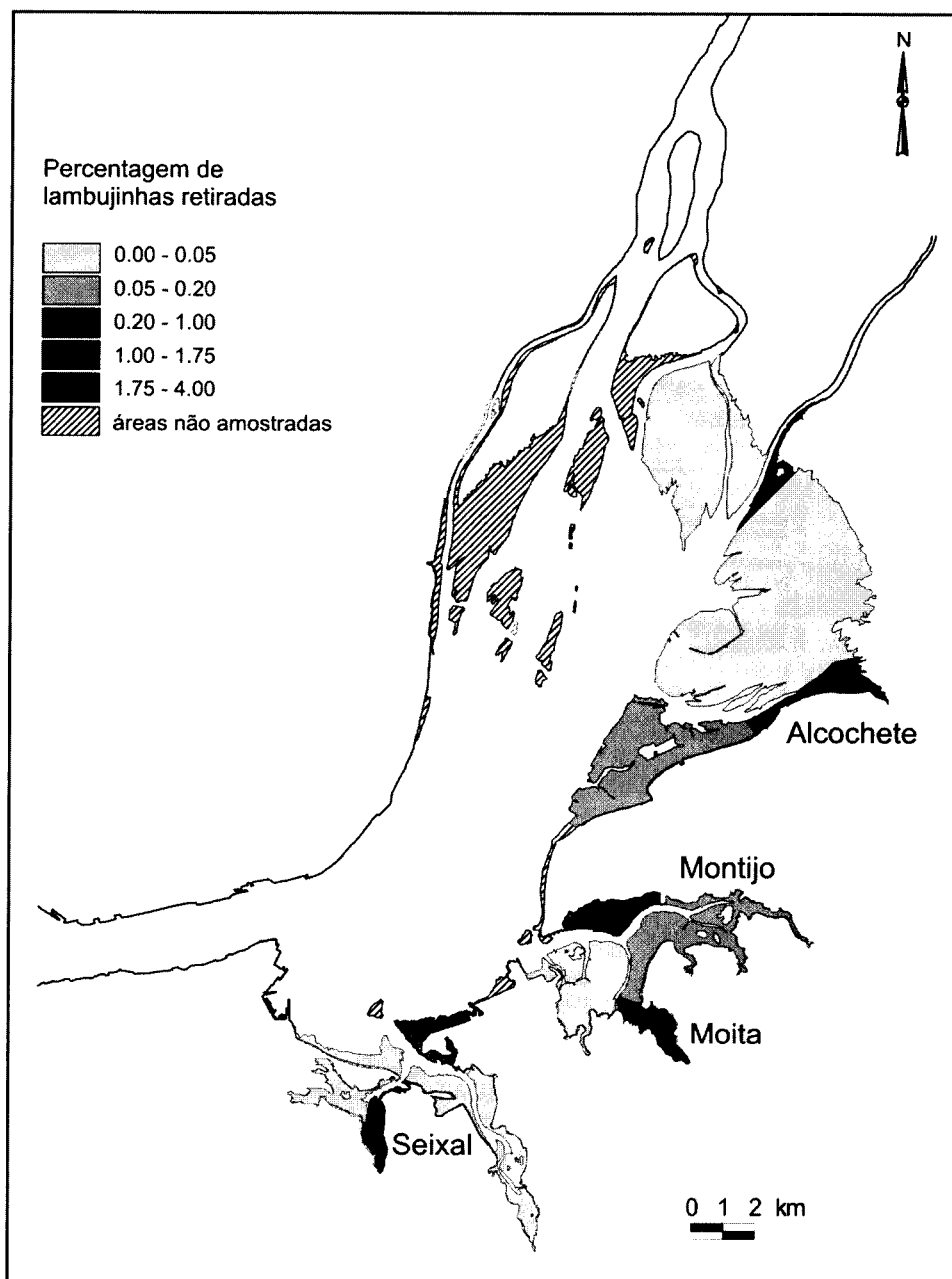 N
Percentagem de
lambujinhas retiradas
0.00 - 0.05
0.05 - 0.20
0.20 - 1.00
1.00 - 1.75
1.75 - 4.00
áreas não amostradas
Alcochete
Montijo
Moita
Seixal
0 1 2 km